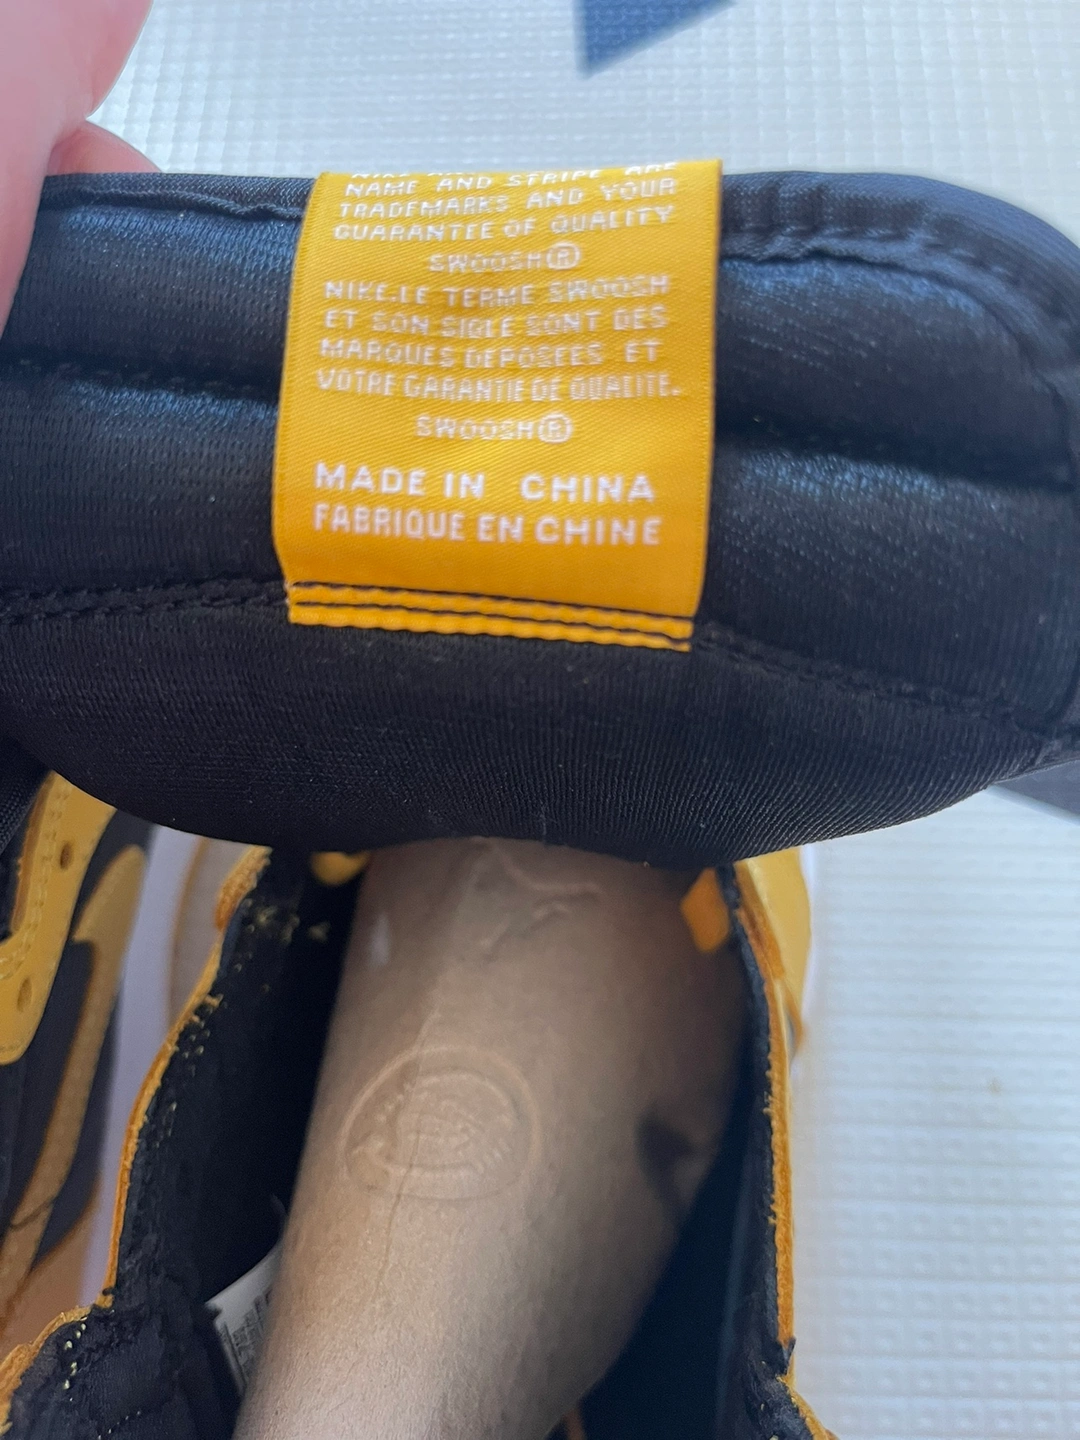 NAME AND STRIPE ARE
TRADEMARKS AND YOUR
GUARANTEE OF QUALITY
SWOOSH®
NIKE.LE TERME SWOOSH
ET SON SIGLE SONT DES
MARQUES DEPOSEES ET
VOTRE GARANTIE DE QUALITE.
SWOOSH®
MADE IN CHINA
FABRIQUE EN CHINE